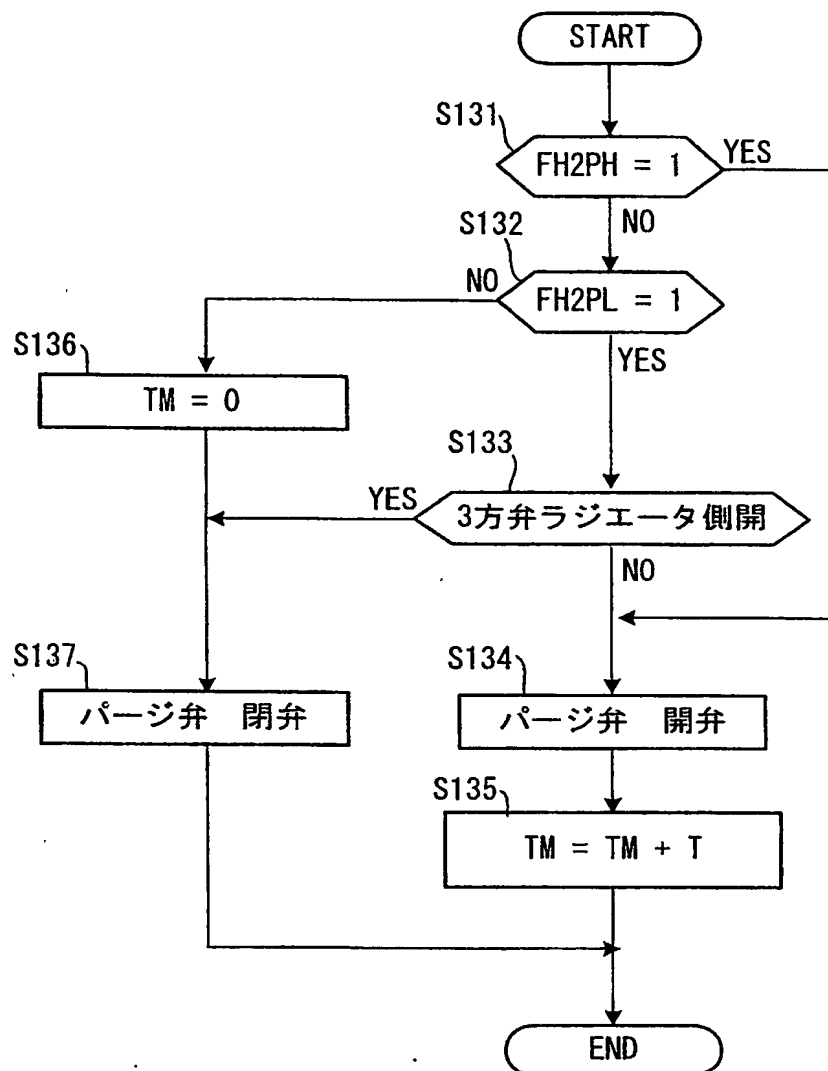 START
S131
FH2PH = 1
YES
NO
S132
NO
FH2PL = 1
YES
S136
TM = 0
S133
YES
3方弁ラジエータ側開
NO
S137
パージ弁 閉弁
S134
パージ弁 開弁
S135
TM = TM + T
END